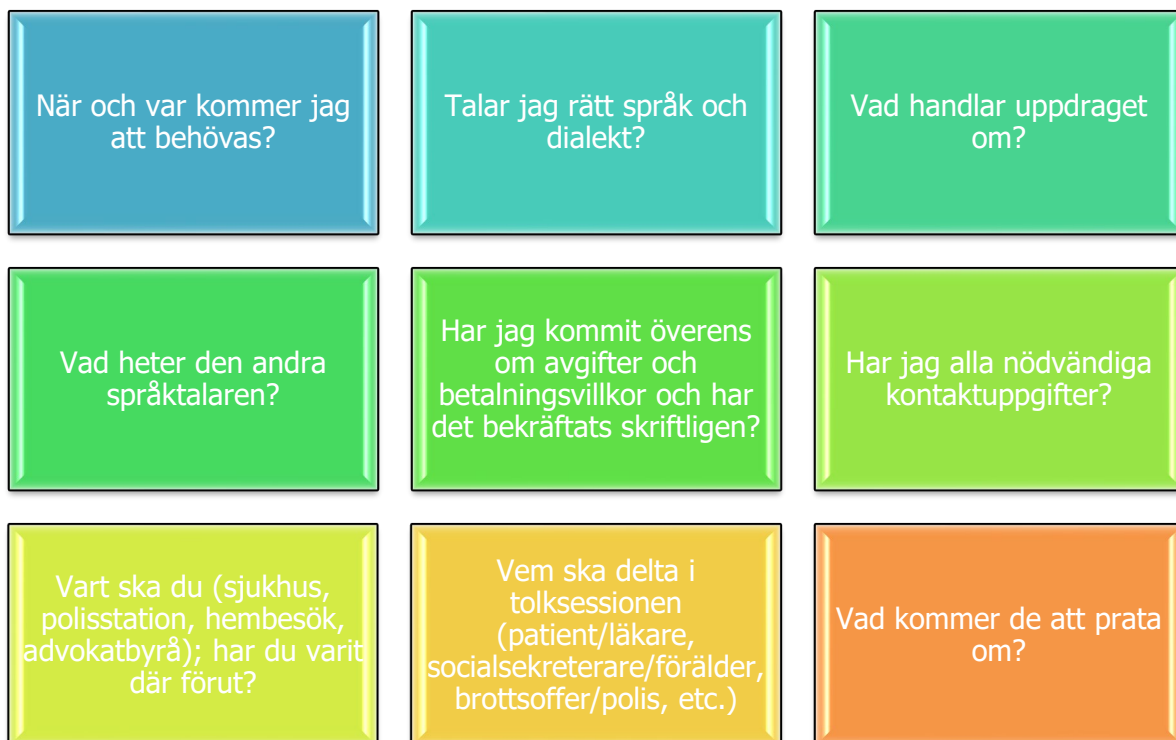 När och var kommer jag
att behövas?
Talar jag rätt språk och
dialekt?
Vad handlar uppdraget
om?
Vad heter den andra
språktalaren?
Har jag kommit överens
om avgifter och
betalningsvillkor och har
det bekräftats skriftligen?
Har jag alla nödvändiga
kontaktuppgifter?
Vart ska du (sjukhus,
polisstation, hembesök,
advokatbyrå); har du varit
där förut?
Vem ska delta i
tolksessionen
(patient/läkare,
socialsekreterare/förälder,
brottsoffer/polis, etc.)
Vad kommer de att prata
om?